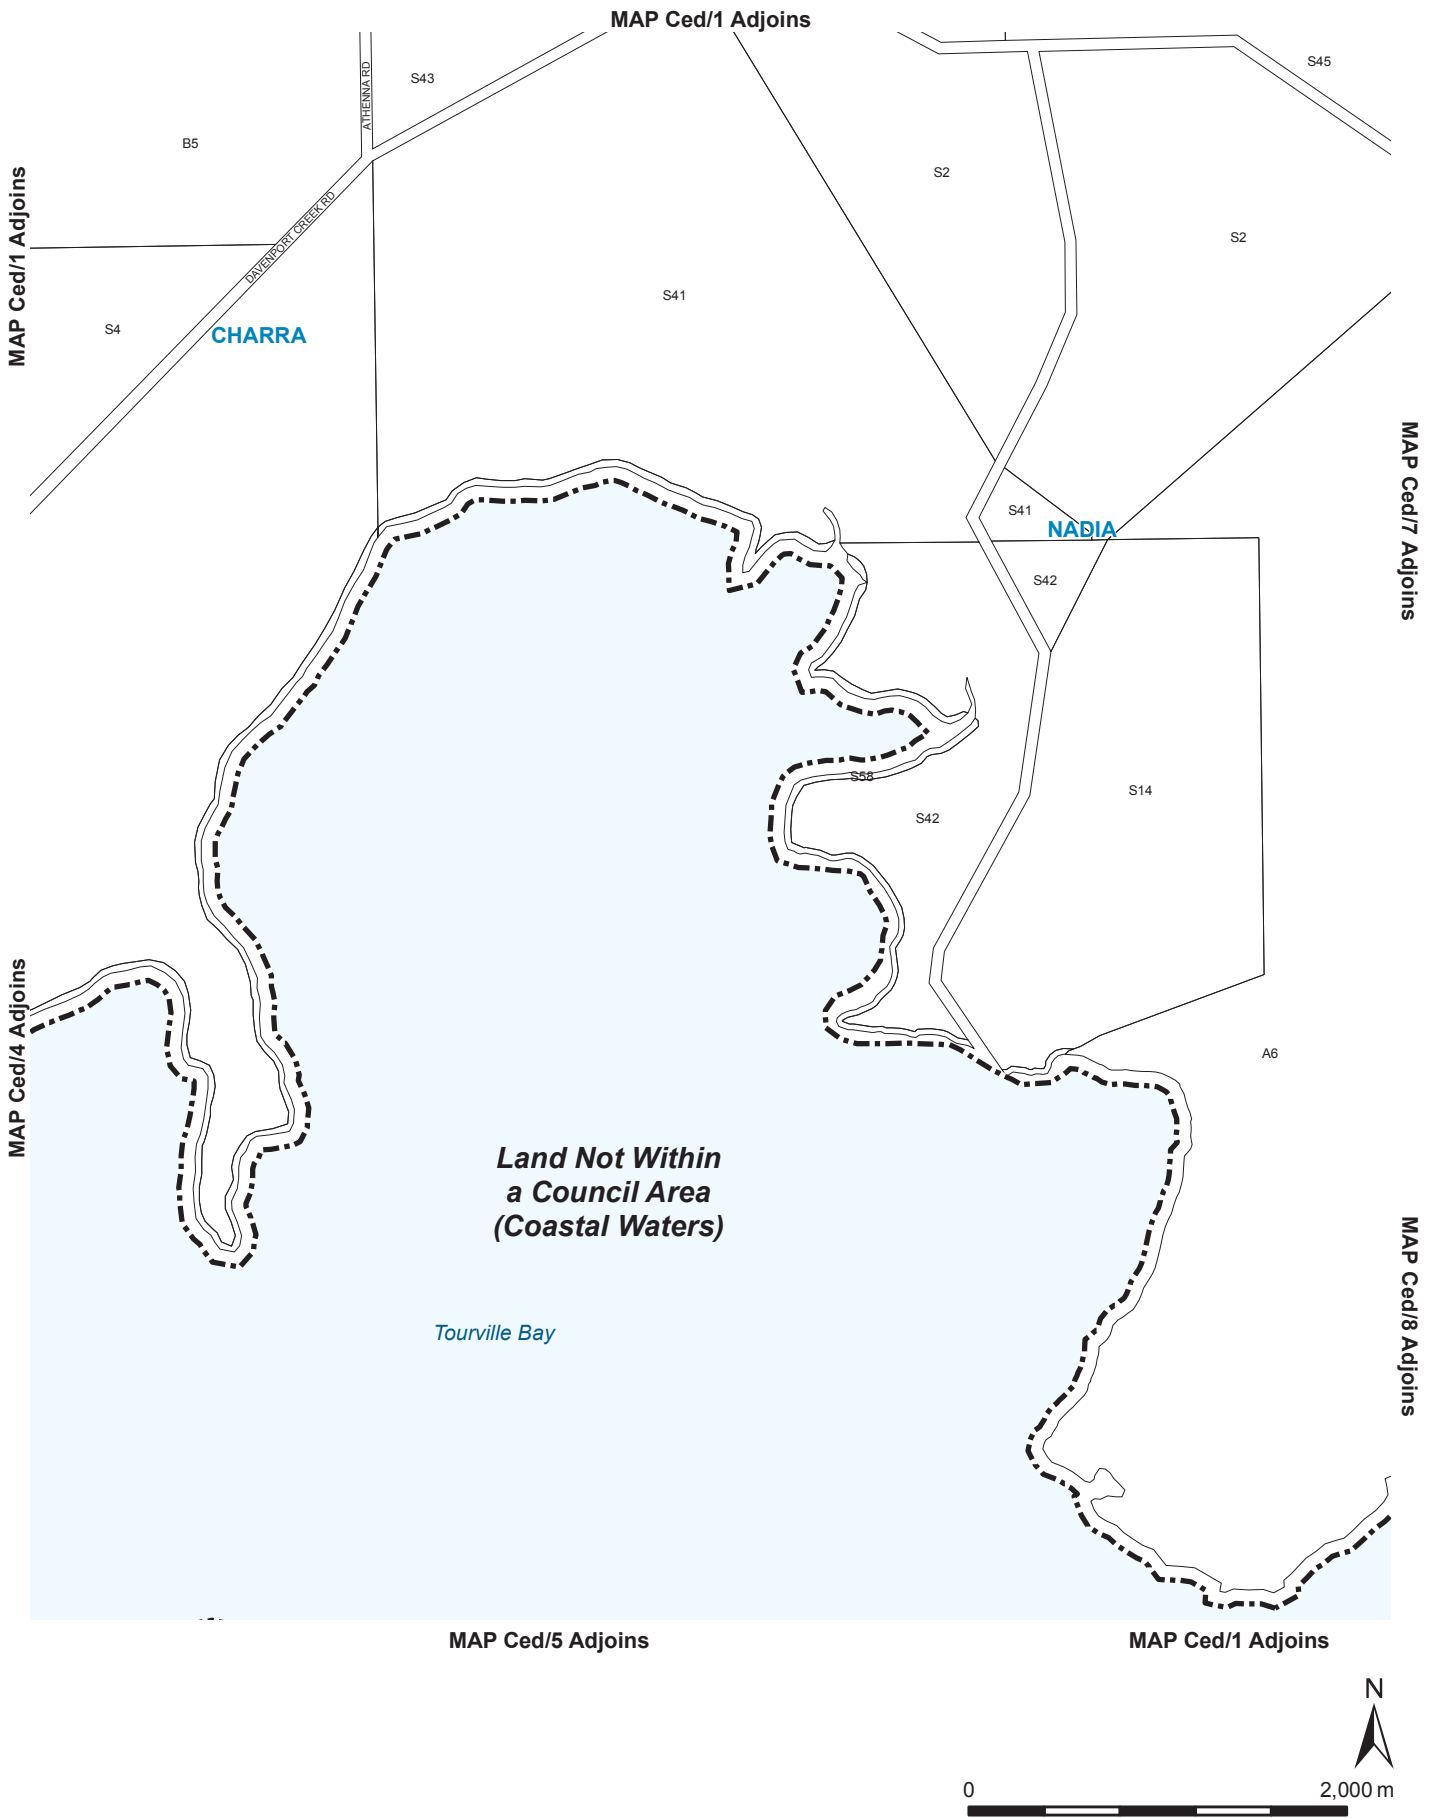 MAP Ced/1 Adjoins
S45
ATHENNA RD
S43
B5
S2
MAP Ced/1 Adjoins
DAVENPORT CREEK RD
S2
S41
S4
CHARRA
MAP Ced/7 Adjoins
S41
NADIA
S42
S58
S14
S42
MAP Ced/4 Adjoins
A6
Land Not Within
a Council Area
(Coastal Waters)
MAP Ced/8 Adjoins
Tourville Bay
MAP Ced/5 Adjoins
MAP Ced/1 Adjoins
N
0
2,000 m